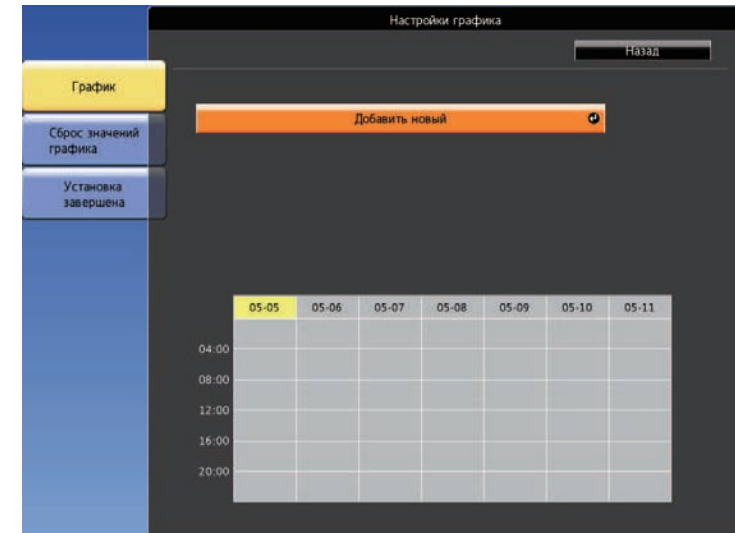 Настройки графика
Назад
График
Добавить новый
Сброс значений
графика
Установка
завершена
05-05 05-06 05-07 05-08 05-09 05-10 05-11
04:00
08:00
12:00
16:00
20:00